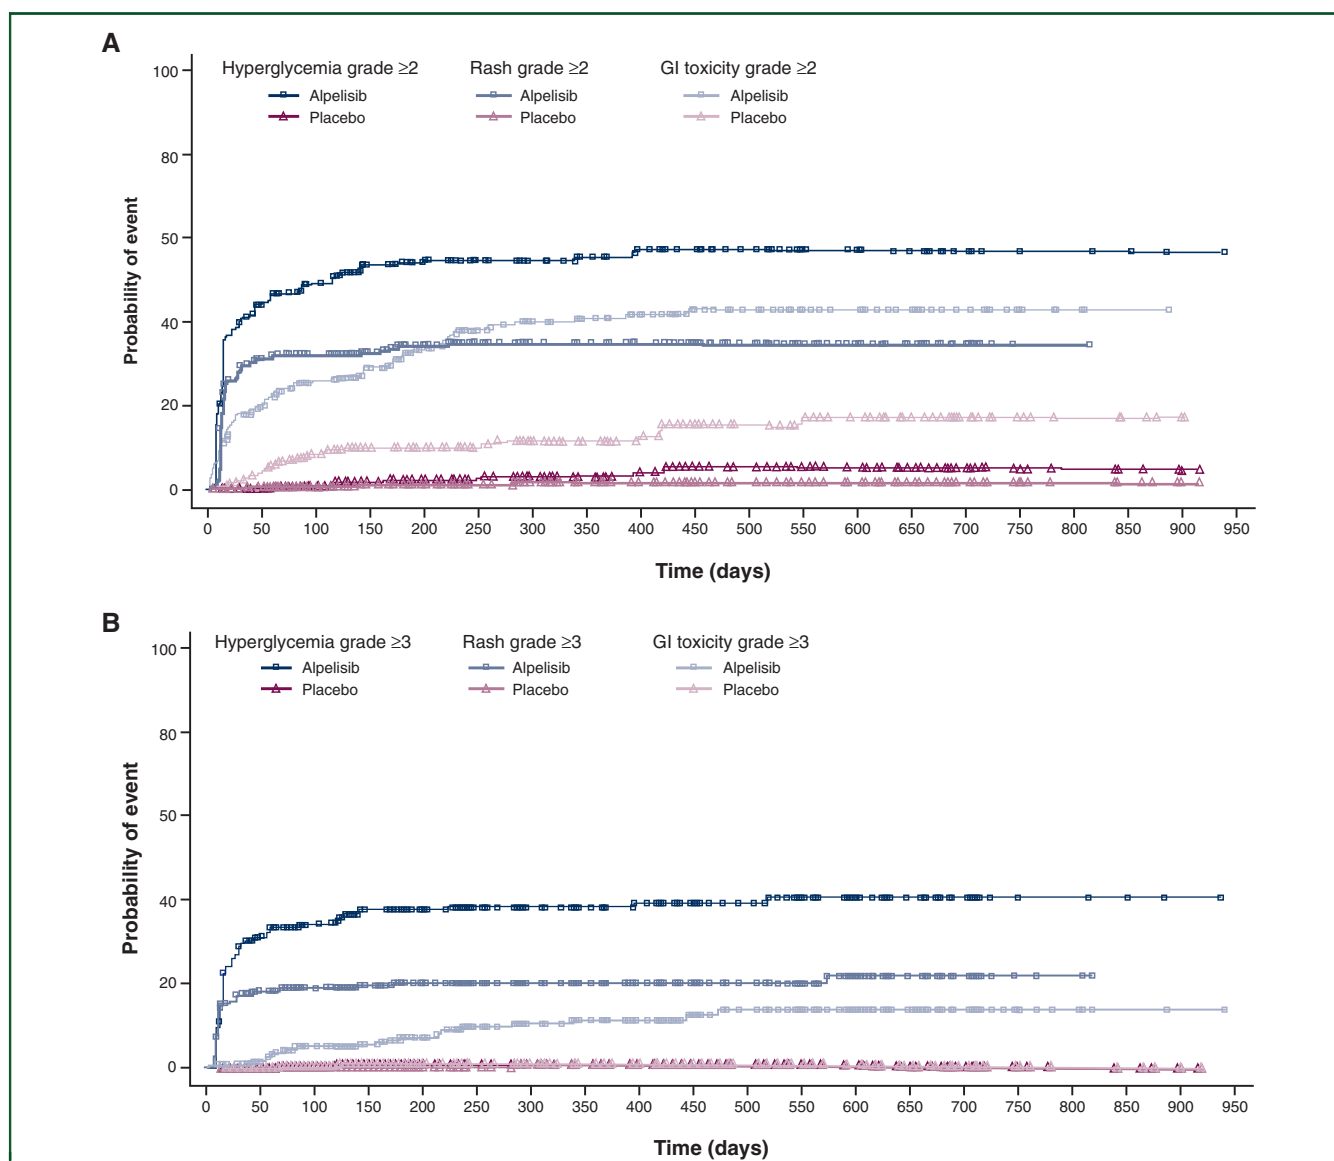 A
Hyperglycemia grade ≥2 Rash grade ≥2 GI toxicity grade ≥2
Alpelisib Alpelisib Alpelisib
Placebo Placebo Placebo
Probability of event
100
80
50
40
20
0
0 50 100 150 200 250 300 350 400 450 500 550 600 650 700 750 800 850 900 950
Time (days)
B
Hyperglycemia grade ≥3 Rash grade ≥3 GI toxicity grade ≥3
Alpelisib Alpelisib Alpelisib
Placebo Placebo Placebo
Probability of event
100
80
50
40
20
0
0 50 100 150 200 250 300 350 400 450 500 550 600 650 700 750 800 850 900 950
Time (days)